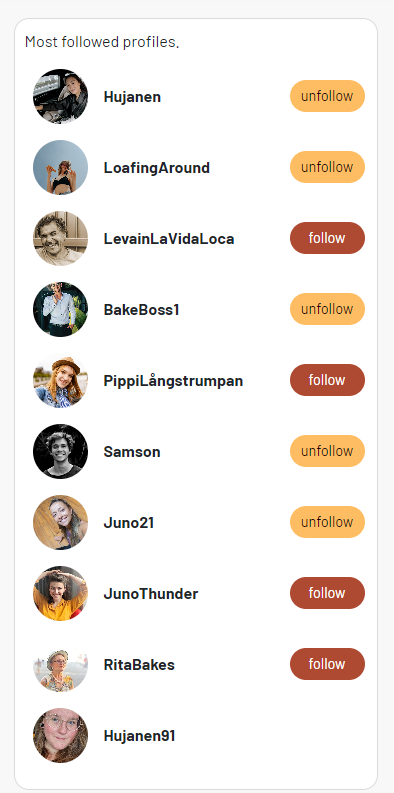 Most followed profiles.
Hujanen unfollow
LoafingAround unfollow
LevainLaVidaLoca follow
BakeBoss1 unfollow
PippiLångstrumpan follow
Samson unfollow
Juno21 unfollow
JunoThunder follow
RitaBakes follow
Hujanen91